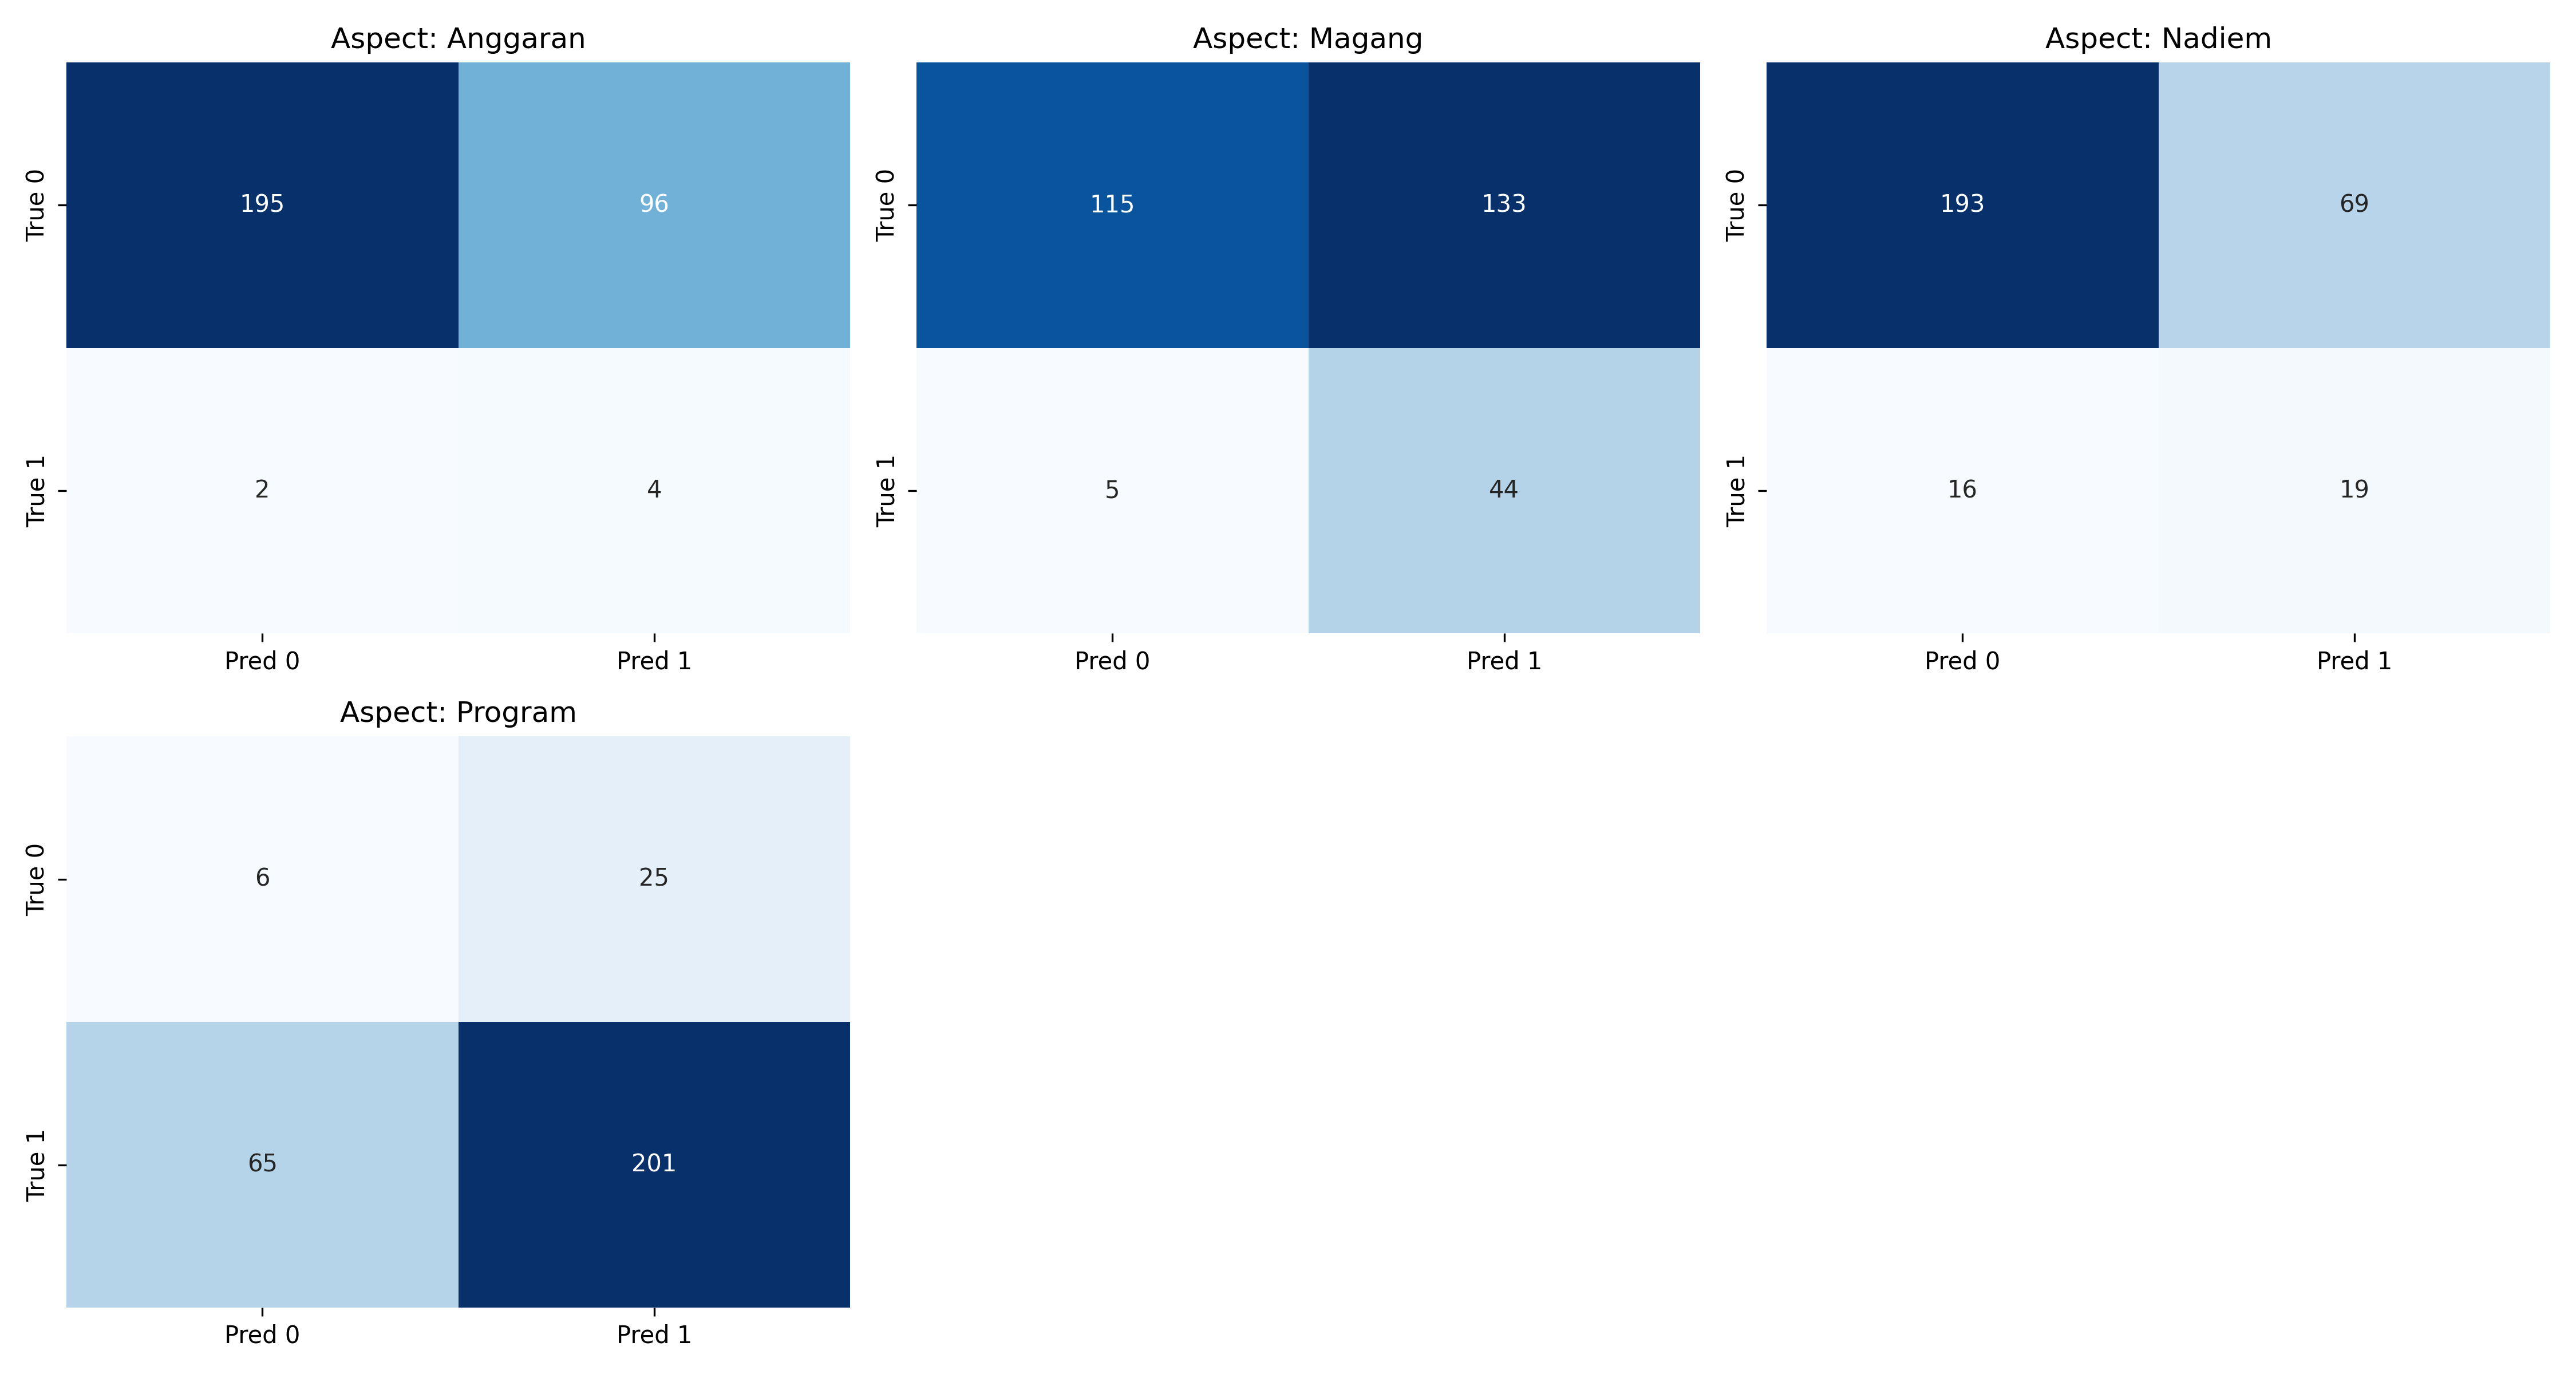 Aspect: Anggaran
True 0
195
96
True 1
2
4
Pred 0
Pred 1
Aspect: Magang
True 0
115
133
True 1
5
44
Pred 0
Pred 1
Aspect: Nadiem
True 0
193
69
True 1
16
19
Pred 0
Pred 1
Aspect: Program
True 0
6
25
True 1
65
201
Pred 0
Pred 1